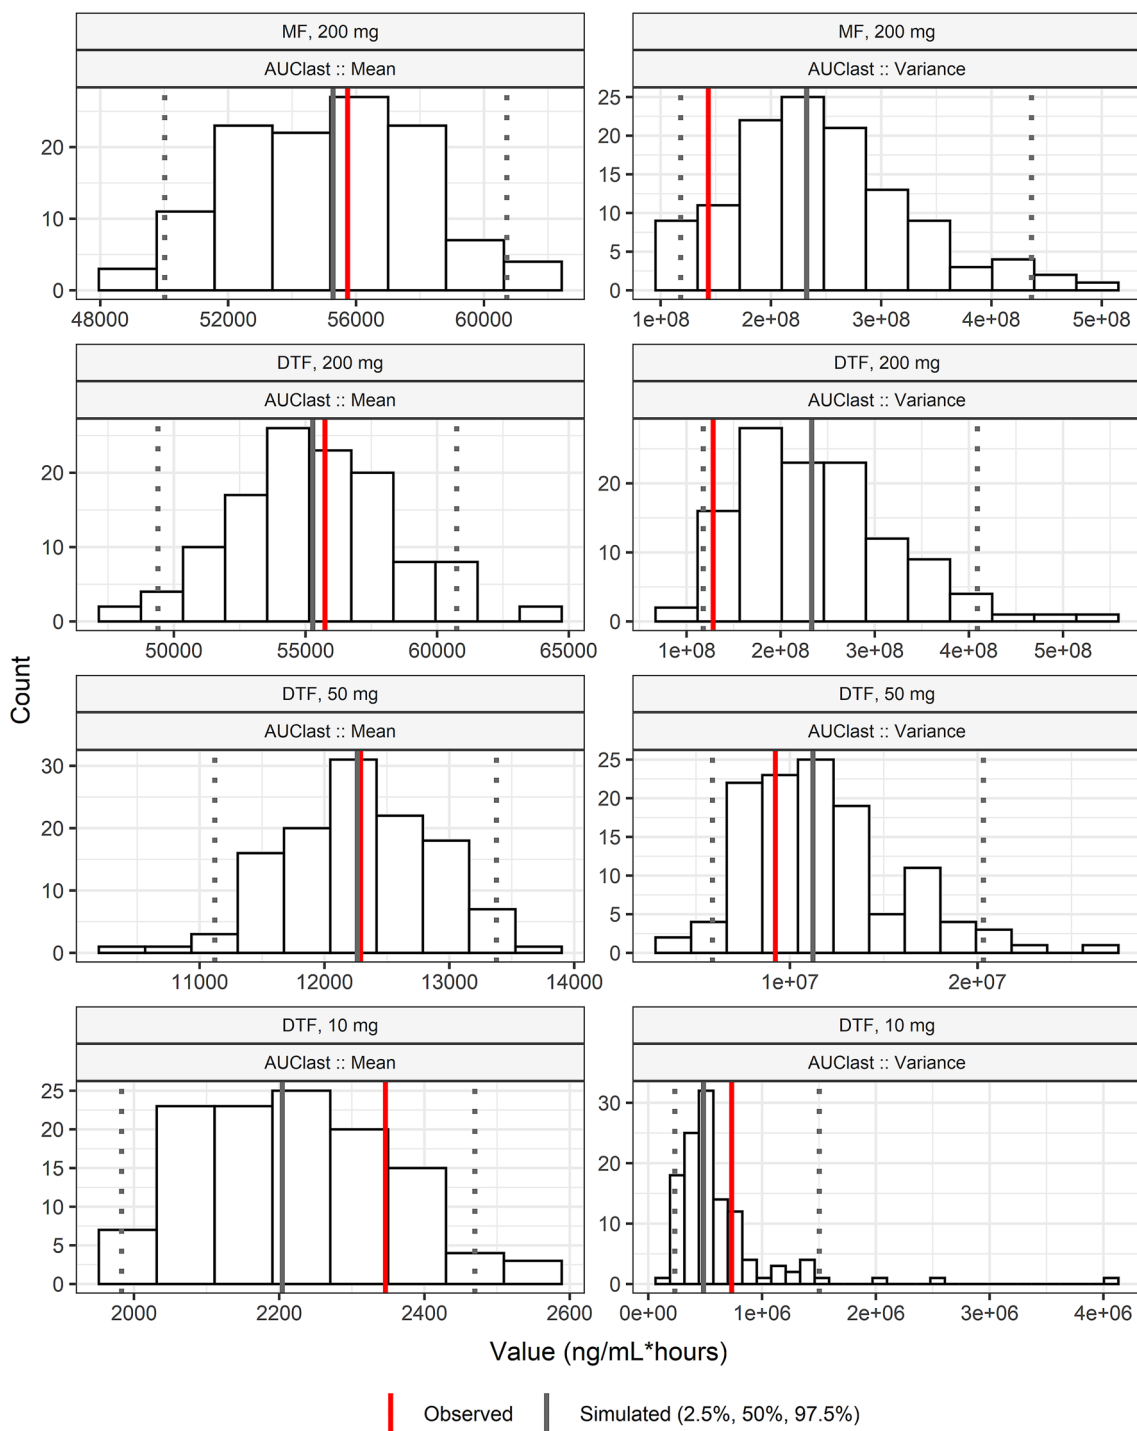 MF, 200 mg
AUClast :: Mean
20
10
0
48000 52000 56000 60000
MF, 200 mg
AUClast :: Variance
25
20
15
10
5
0
1e+08 2e+08 3e+08 4e+08 5e+08
DTF, 200 mg
AUClast :: Mean
20
10
0
50000 55000 60000 65000
DTF, 200 mg
AUClast :: Variance
20
10
0
1e+08 2e+08 3e+08 4e+08 5e+08
Count
DTF, 50 mg
AUClast :: Mean
30
20
10
0
11000 12000 13000 14000
DTF, 50 mg
AUClast :: Variance
25
20
15
10
5
0
1e+07 2e+07
DTF, 10 mg
AUClast :: Mean
25
20
15
10
5
0
2000 2200 2400 2600
DTF, 10 mg
AUClast :: Variance
30
20
10
0
0e+00 1e+06 2e+06 3e+06 4e+06
Value (ng/mL*hours)
Observed Simulated (2.5%, 50%, 97.5%)